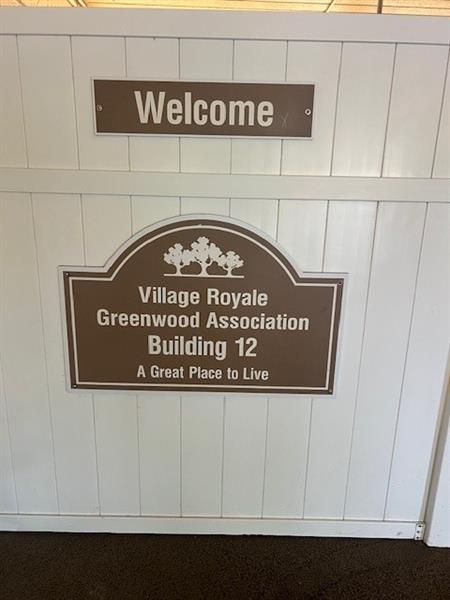 Welcome
Village Royale
Greenwood Association
Building 12
A Great Place to Live